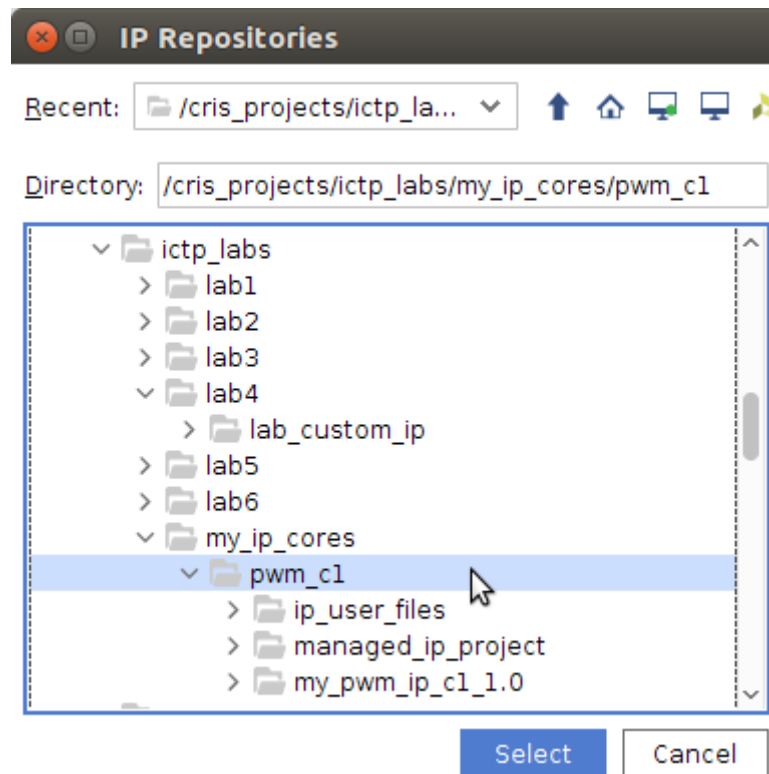 IP Repositories
Recent: /cris_projects/ictp_la...
Directory: /cris_projects/ictp_labs/my_ip_cores/pwm_c1
ictp_labs
lab1
lab2
lab3
lab4
lab_custom_ip
lab5
lab6
my_ip_cores
pwm_c1
ip_user_files
managed_ip_project
my_pwm_ip_c1_1.0
Select Cancel